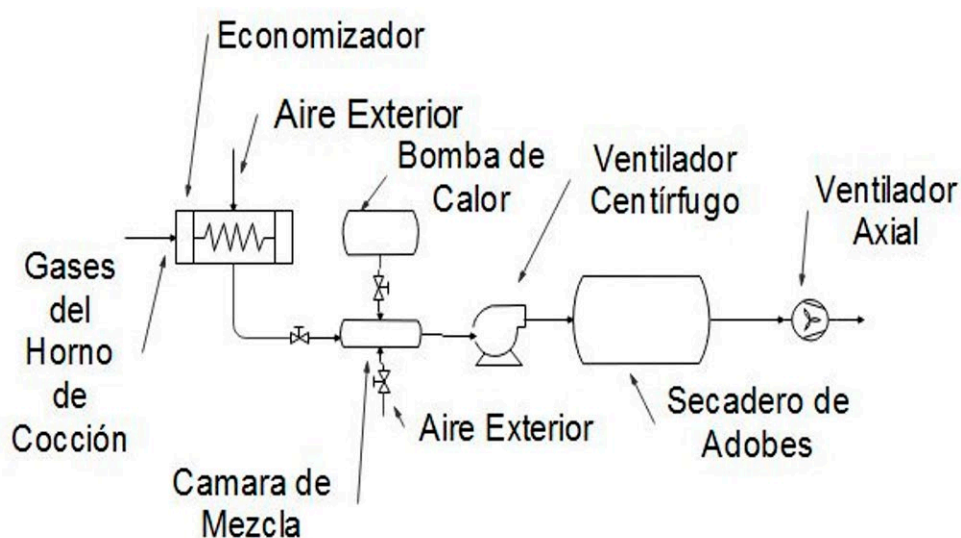 Economizador
Aire Exterior
Bomba de
Calor
Ventilador
Centírfugo
Ventilador
Axial
Gases
del
Horno
de
Cocción
Aire Exterior
Secadero de
Adobes
Camara de
Mezcla